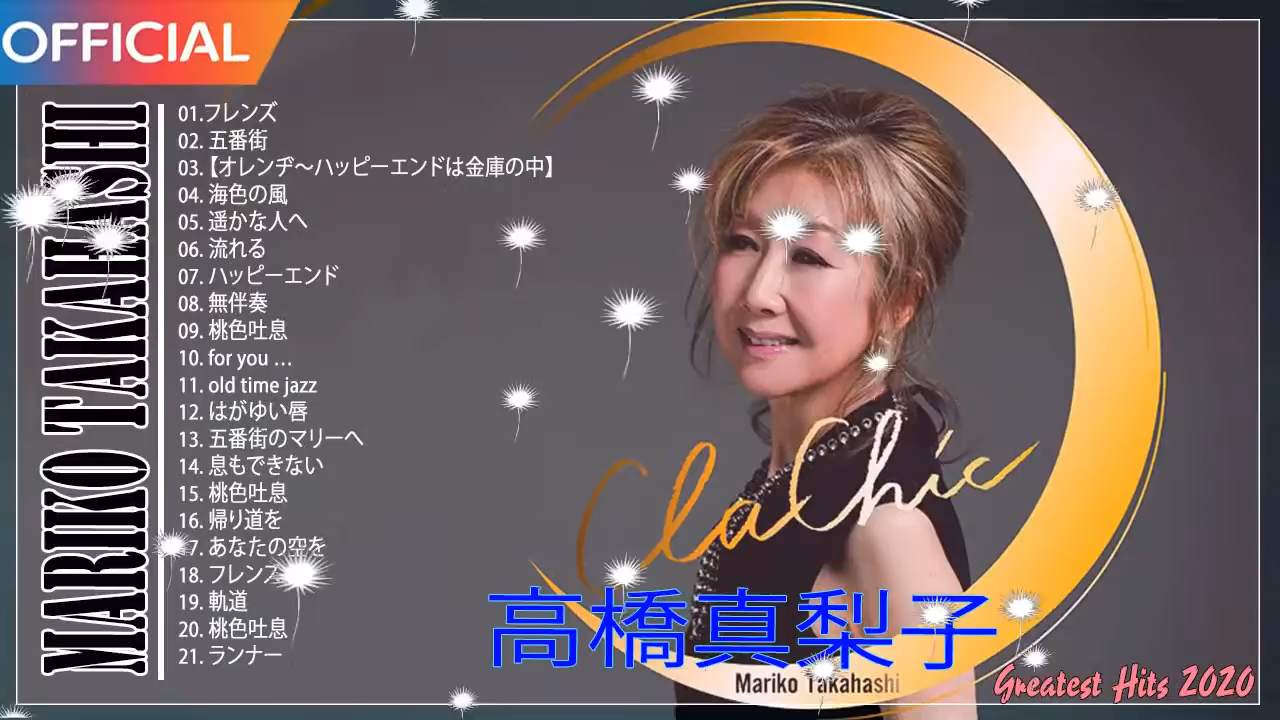 OFFICIAL
MARIKO TAKAHASHI
01.フレンズ
02. 五番街
03.【オレンヂ～ハッピーエンドは金庫の中】
04. 海色の風
05. 遥かな人へ
06. 流れる
07. ハッピーエンド
08. 無伴奏
09. 桃色吐息
10. for you ...
11. old time jazz
12. はがゆい唇
13. 五番街のマリーへ
14. 息もできない
15. 桃色吐息
16. 帰り道を
7. あなたの空を
18. フレンズ
19. 軌道
20. 桃色吐息
21. ランナー
ClaChic
高橋真梨子
Mariko Takahashi
Greatest Hits 2020